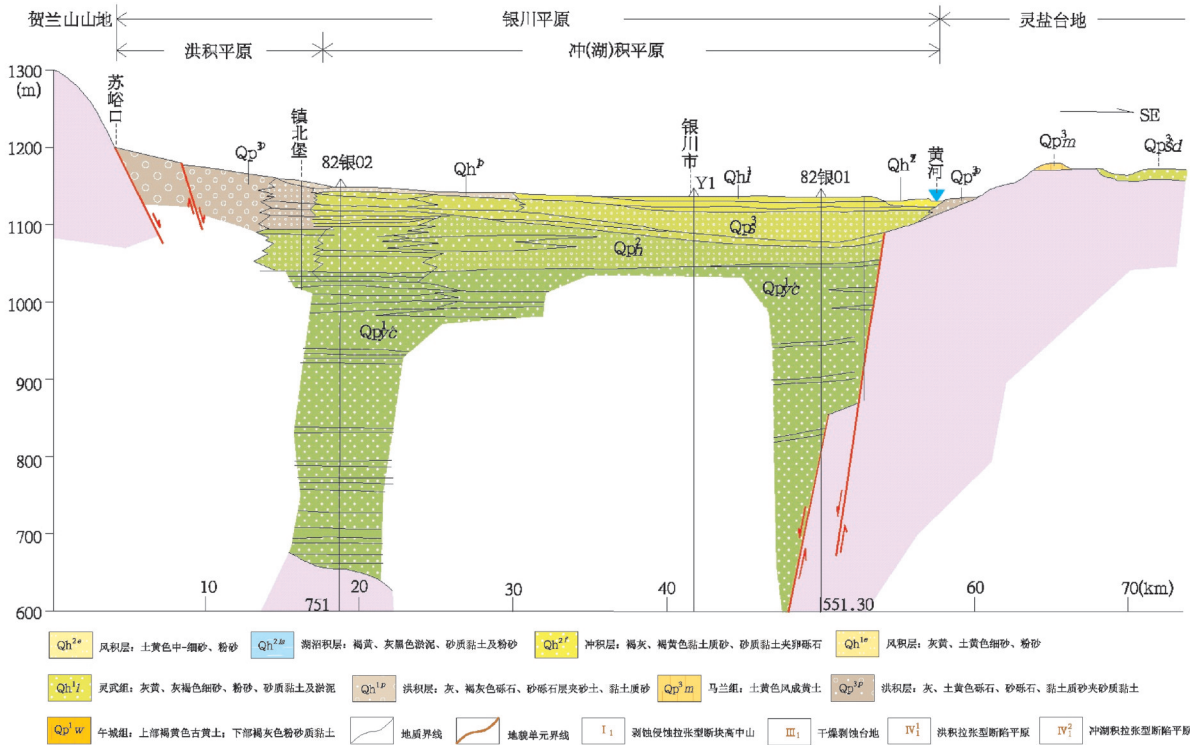 贺兰山山地 银川平原 灵盐台地
洪积平原 冲(湖)积平原
1300
(m)
1200
1100
1000
900
800
700
600
苏峪口
镇北堡
银川市
黄河
SE
Qp³ᵖ
82银02
Qh¹ᵖ
Y1
Qh¹l
82银01
Qh²ᶠ
Qp³ᵖ
Qp³m
Qp³sd
Qp³s
Qp²h
Qp¹yc
Qp¹yc
10 20 30 40 60 70(km)
751 551.30
Qh²ᵉ 风积层：土黄色中-细砂、粉砂
Qh²·ˡᵇ 湖沼积层：褐黄、灰黑色淤泥、砂质黏土及粉砂
Qh²ᶠ 冲积层：褐灰、褐黄色黏土质砂、砂质黏土夹卵砾石
Qh¹ᵉ 风积层：灰黄、土黄色细砂、粉砂
Qh¹l 灵武组：灰黄、灰褐色细砂、粉砂、砂质黏土及淤泥
Qh¹·ᵖ 洪积层：灰、褐灰色砾石、砂砾石层夹砂土、黏土质砂
Qp³m 马兰组：土黄色风成黄土
Qp³ᵖ 洪积层：灰、土黄色砾石、砂砾石、黏土质砂夹砂质黏土
Qp¹w 午城组：上部褐黄色古黄土；下部褐灰色粉砂质黏土
地质界线
地貌单元界线
Ⅰ₁ 剥蚀侵蚀拉张型断块高中山
Ⅲ₁ 干燥剥蚀台地
Ⅳ₁¹ 洪积拉张型断陷平原
Ⅳ₁² 冲湖积拉张型断陷平原